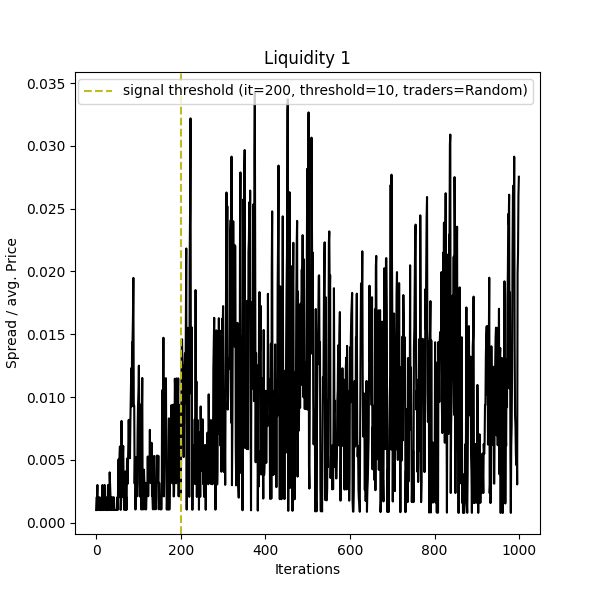 Liquidity 1
signal threshold (it=200, threshold=10, traders=Random)
Spread / avg. Price
0.035
0.030
0.025
0.020
0.015
0.010
0.005
0.000
0 200 400 600 800 1000
Iterations